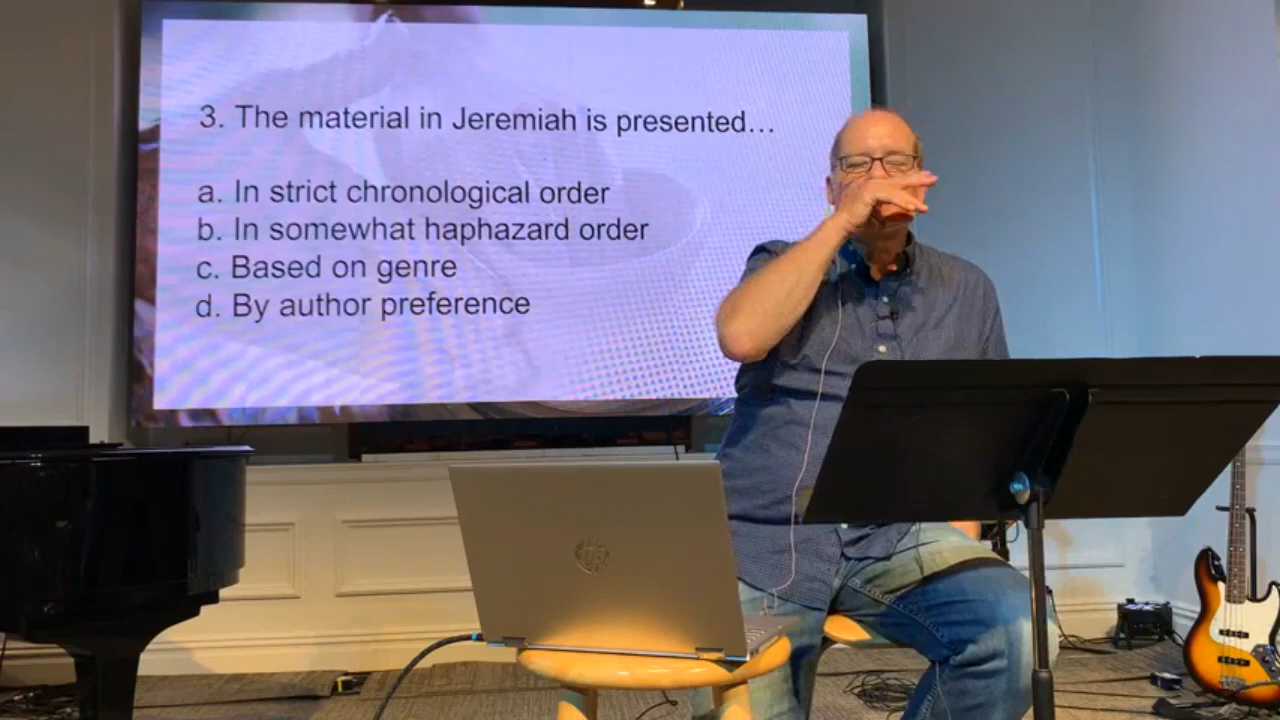 3. The material in Jeremiah is presented…
a. In strict chronological order
b. In somewhat haphazard order
c. Based on genre
d. By author preference
hp